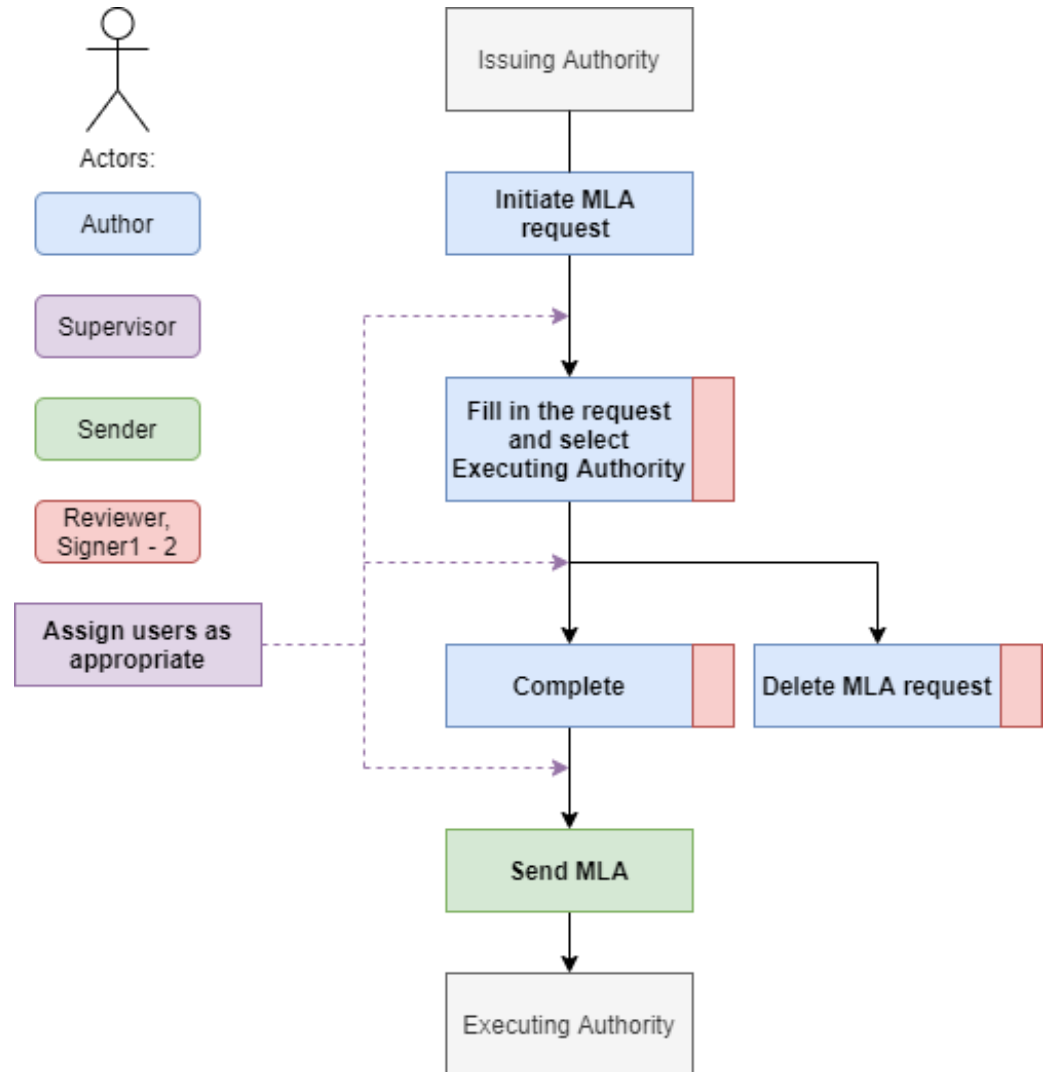 Actors:
Author
Supervisor
Sender
Reviewer,
Signer1 - 2
Assign users as
appropriate
Issuing Authority
Initiate MLA
request
Fill in the request
and select
Executing Authority
Complete
Delete MLA request
Send MLA
Executing Authority